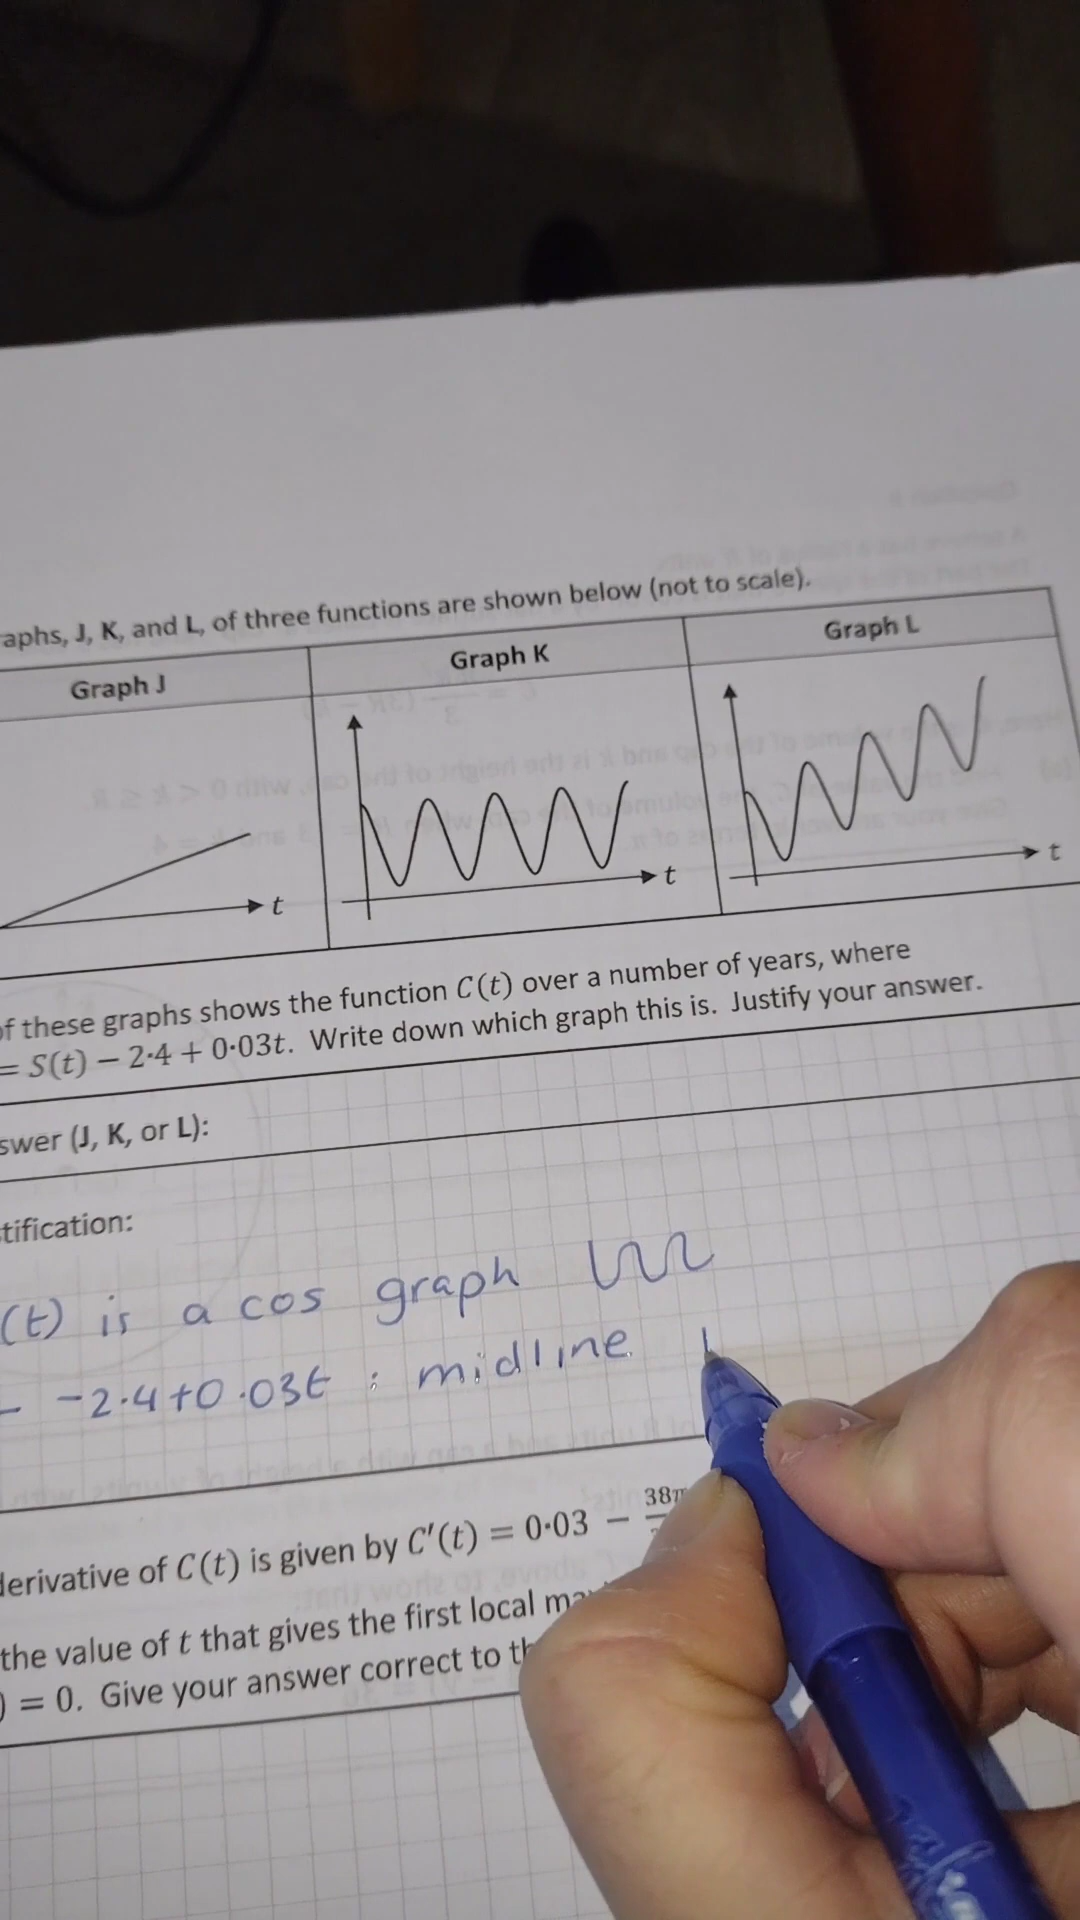 aphs, J, K, and L, of three functions are shown below (not to scale).
Graph J
Graph K
Graph L
t
t
t
of these graphs shows the function C(t) over a number of years, where
= S(t) − 2·4 + 0·03t. Write down which graph this is. Justify your answer.
swer (J, K, or L):
tification:
(t) is a cos graph
-2.4+0.03t : midline
derivative of C(t) is given by C′(t) = 0·03 − 38π
the value of t that gives the first local ma
) = 0. Give your answer correct to th